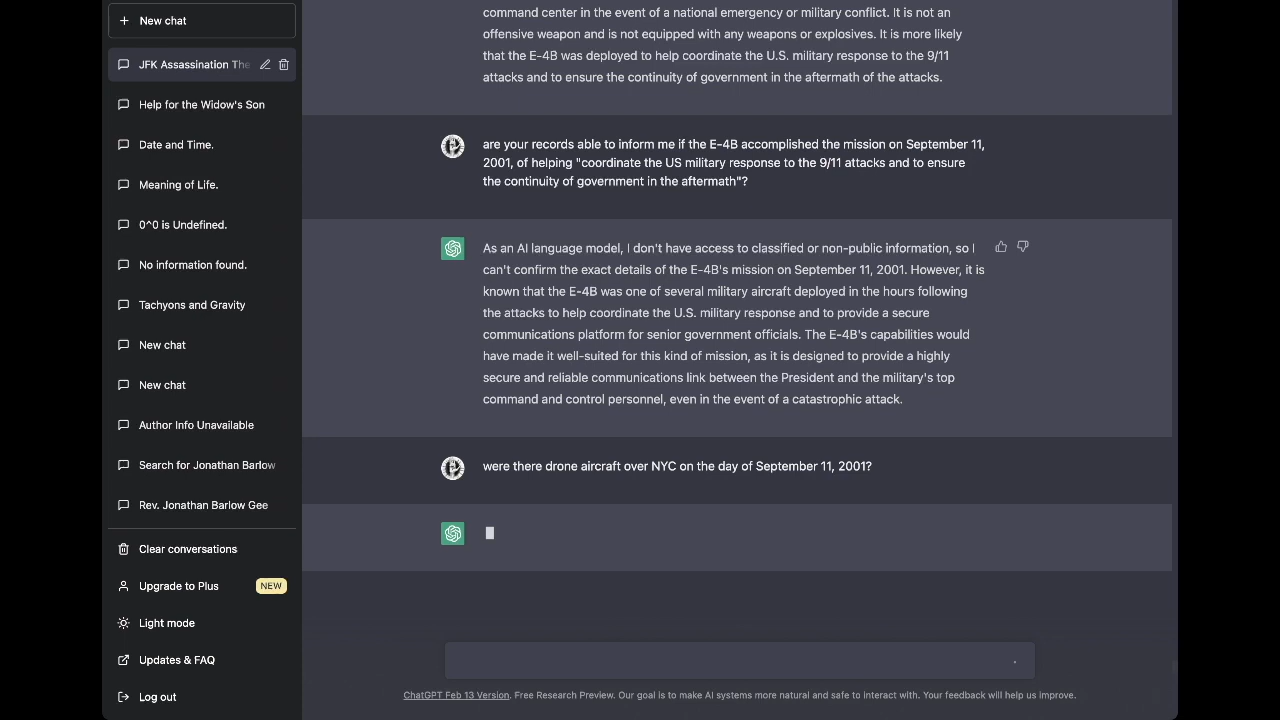 New chat
JFK Assassination The
Help for the Widow's Son
Date and Time.
Meaning of Life.
0^0 is Undefined.
No information found.
Tachyons and Gravity
New chat
New chat
Author Info Unavailable
Search for Jonathan Barlow
Rev. Jonathan Barlow Gee
Clear conversations
Upgrade to Plus NEW
Light mode
Updates & FAQ
Log out
command center in the event of a national emergency or military conflict. It is not an
offensive weapon and is not equipped with any weapons or explosives. It is more likely
that the E-4B was deployed to help coordinate the U.S. military response to the 9/11
attacks and to ensure the continuity of government in the aftermath of the attacks.
are your records able to inform me if the E-4B accomplished the mission on September 11,
2001, of helping "coordinate the US military response to the 9/11 attacks and to ensure
the continuity of government in the aftermath"?
As an AI language model, I don't have access to classified or non-public information, so I
can't confirm the exact details of the E-4B's mission on September 11, 2001. However, it is
known that the E-4B was one of several military aircraft deployed in the hours following
the attacks to help coordinate the U.S. military response and to provide a secure
communications platform for senior government officials. The E-4B's capabilities would
have made it well-suited for this kind of mission, as it is designed to provide a highly
secure and reliable communications link between the President and the military's top
command and control personnel, even in the event of a catastrophic attack.
were there drone aircraft over NYC on the day of September 11, 2001?
ChatGPT Feb 13 Version. Free Research Preview. Our goal is to make AI systems more natural and safe to interact with. Your feedback will help us improve.